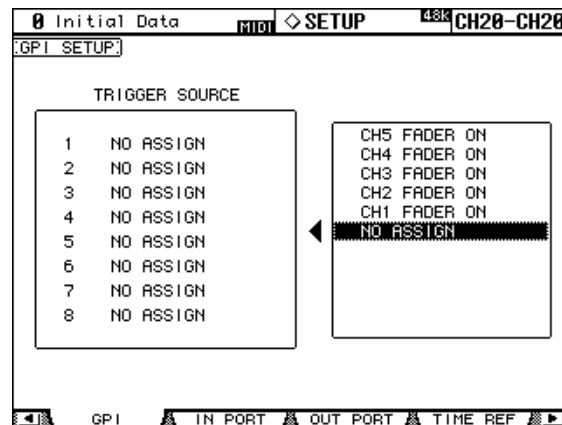 0 Initial Data MIDI ◇SETUP 48k CH20-CH20
GPI SETUP
TRIGGER SOURCE
1 NO ASSIGN
2 NO ASSIGN
3 NO ASSIGN
4 NO ASSIGN
5 NO ASSIGN
6 NO ASSIGN
7 NO ASSIGN
8 NO ASSIGN
CH5 FADER ON
CH4 FADER ON
CH3 FADER ON
CH2 FADER ON
CH1 FADER ON
NO ASSIGN
GPI IN PORT OUT PORT TIME REF